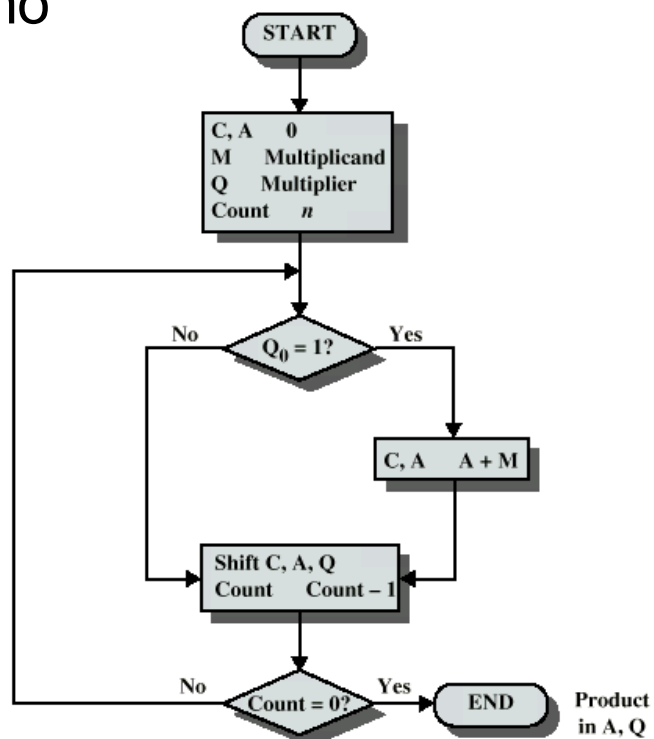 no
START
C, A 0
M Multiplicand
Q Multiplier
Count n
No
Q0 = 1?
Yes
C, A A + M
Shift C, A, Q
Count Count – 1
No
Count = 0?
Yes
END
Product
in A, Q